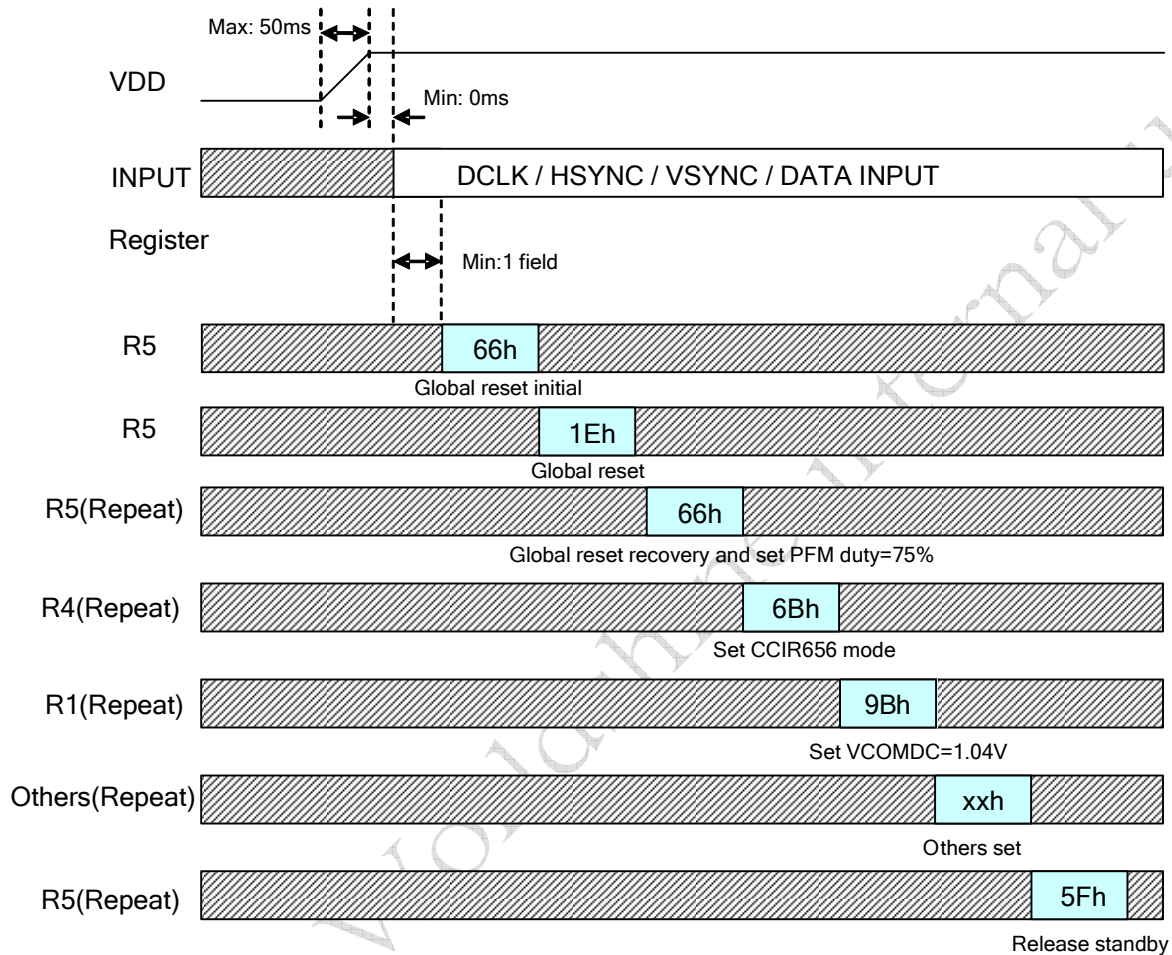 Max: 50ms
VDD
Min: 0ms
INPUT
DCLK / HSYNC / VSYNC / DATA INPUT
Register
Min:1 field
R5
66h
Global reset initial
R5
1Eh
Global reset
R5(Repeat)
66h
Global reset recovery and set PFM duty=75%
R4(Repeat)
6Bh
Set CCIR656 mode
R1(Repeat)
9Bh
Set VCOMDC=1.04V
Others(Repeat)
xxh
Others set
R5(Repeat)
5Fh
Release standby